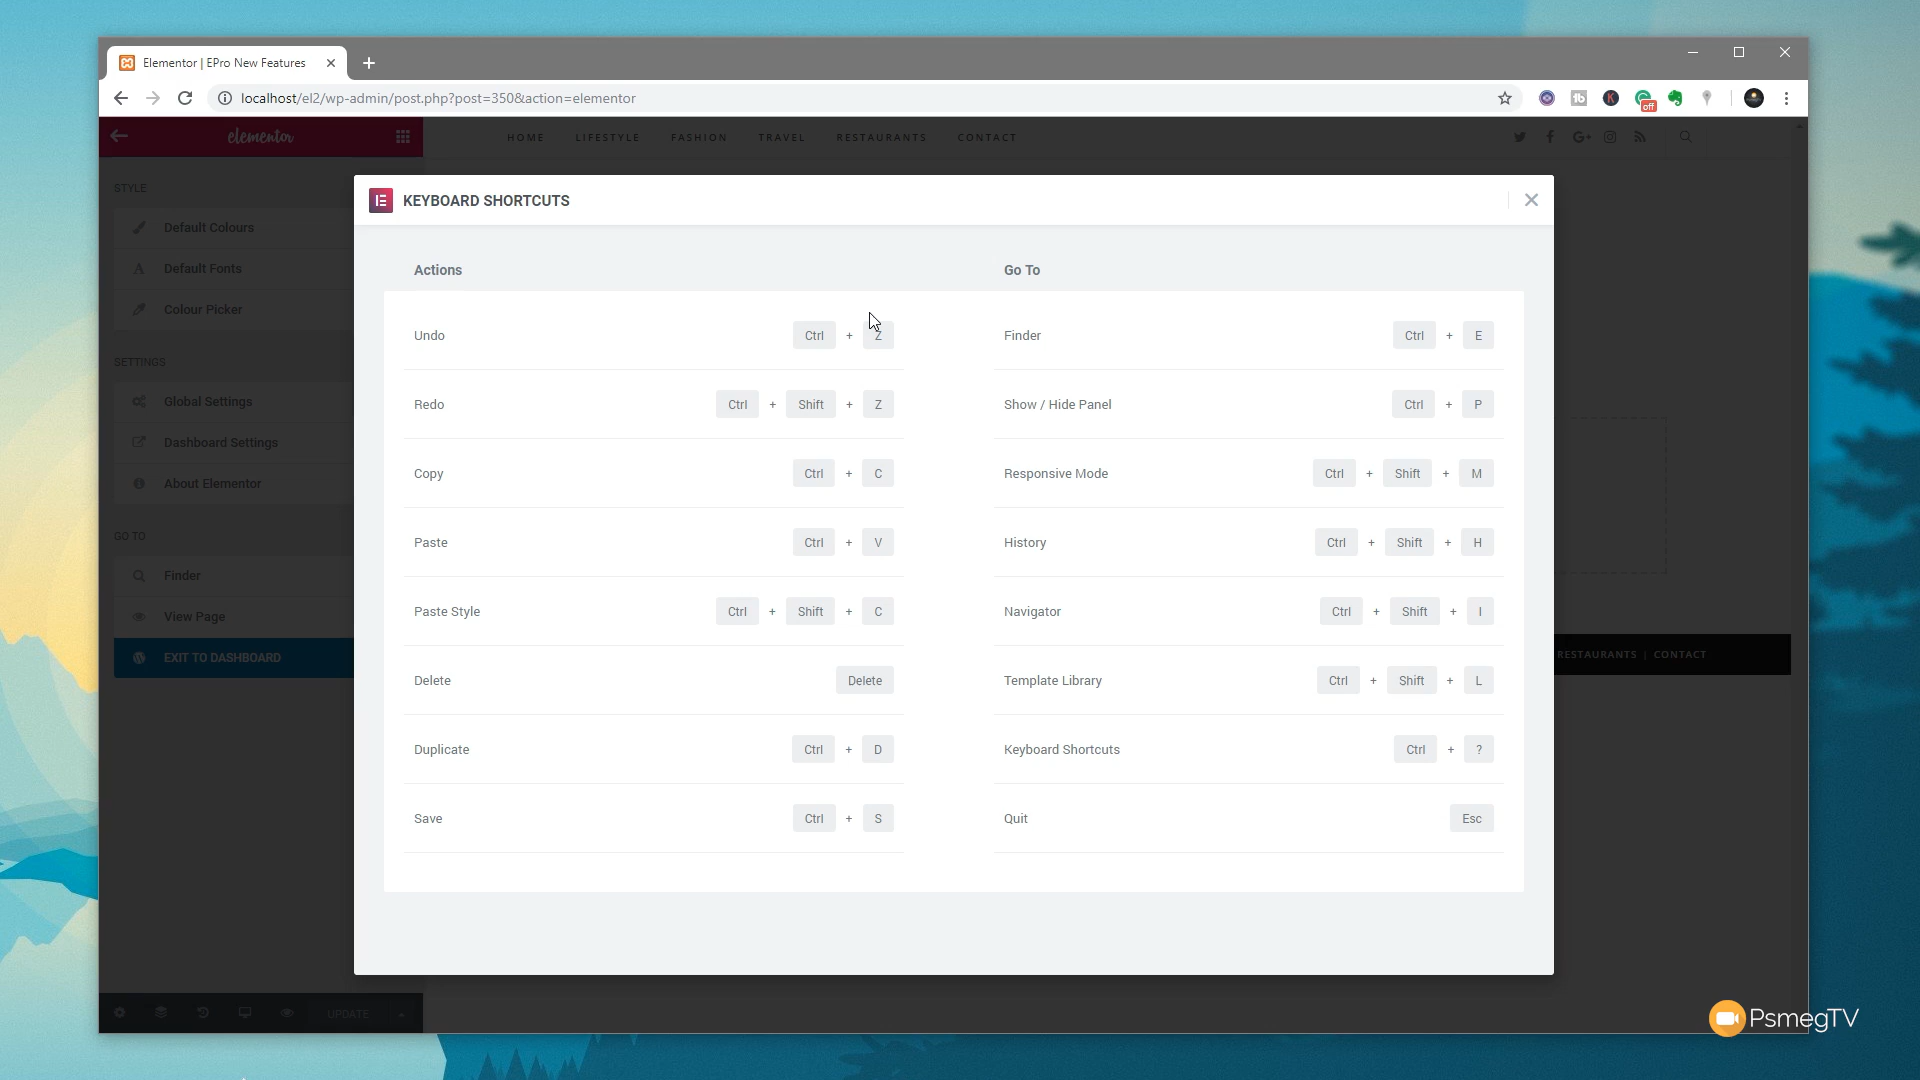 Elementor | EPro New Features
localhost/el2/wp-admin/post.php?post=350&action=elementor
off
elementor
HOME LIFESTYLE FASHION TRAVEL RESTAURANTS CONTACT
STYLE
Default Colours
Default Fonts
Colour Picker
SETTINGS
Global Settings
Dashboard Settings
About Elementor
GO TO
Finder
View Page
EXIT TO DASHBOARD
UPDATE
KEYBOARD SHORTCUTS
Actions
Undo Ctrl + Z
Redo Ctrl + Shift + Z
Copy Ctrl + C
Paste Ctrl + V
Paste Style Ctrl + Shift + C
Delete Delete
Duplicate Ctrl + D
Save Ctrl + S
Go To
Finder Ctrl + E
Show / Hide Panel Ctrl + P
Responsive Mode Ctrl + Shift + M
History Ctrl + Shift + H
Navigator Ctrl + Shift + I
Template Library Ctrl + Shift + L
Keyboard Shortcuts Ctrl + ?
Quit Esc
RESTAURANTS | CONTACT
PsmegTV